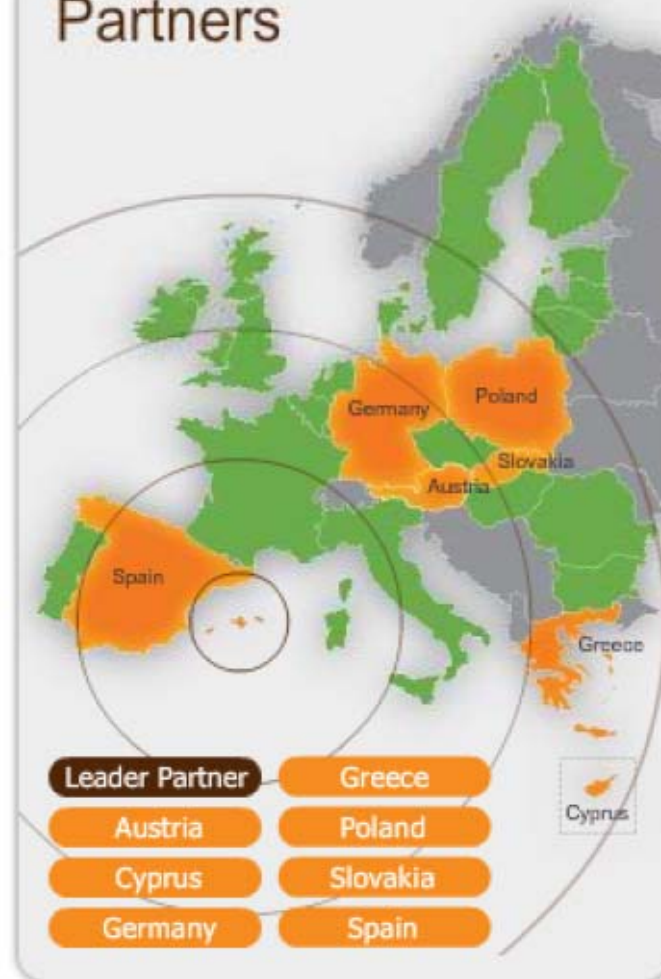 Partners
Germany
Poland
Slovakia
Austria
Spain
Greece
Cyprus
Leader Partner
Greece
Austria
Poland
Cyprus
Slovakia
Germany
Spain